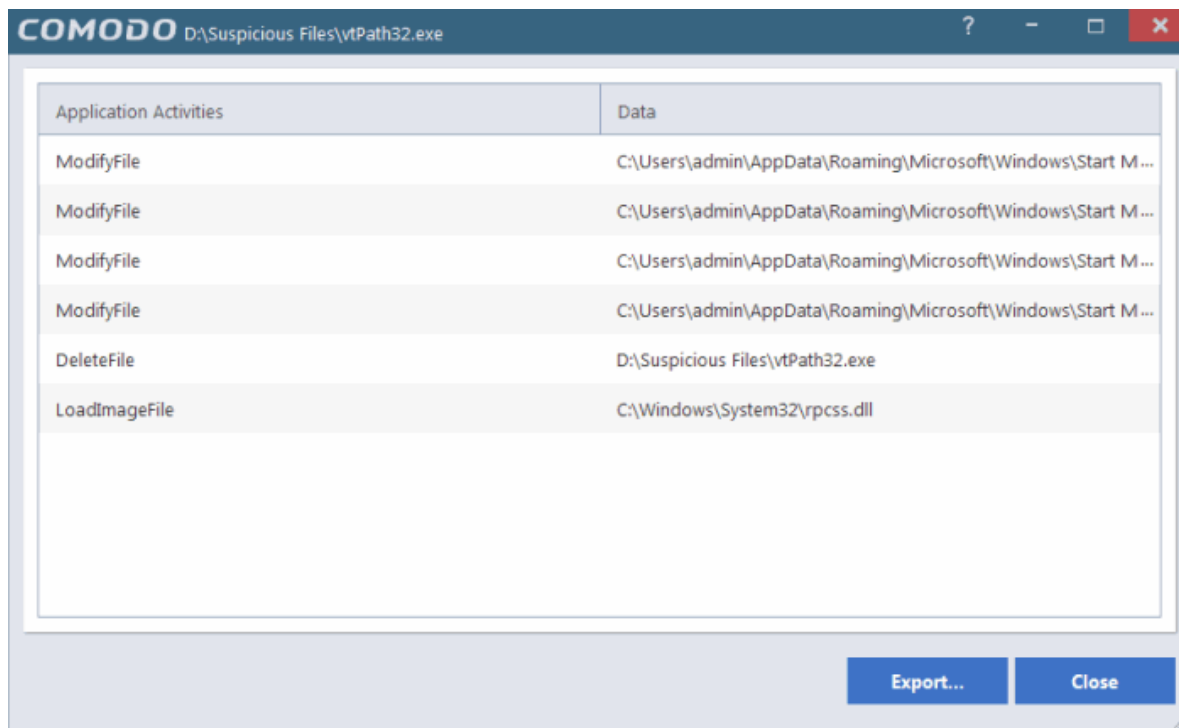 COMODO D:\Suspicious Files\vtPath32.exe ? 
Application Activities Data
ModifyFile C:\Users\admin\AppData\Roaming\Microsoft\Windows\Start M...
ModifyFile C:\Users\admin\AppData\Roaming\Microsoft\Windows\Start M...
ModifyFile C:\Users\admin\AppData\Roaming\Microsoft\Windows\Start M...
ModifyFile C:\Users\admin\AppData\Roaming\Microsoft\Windows\Start M...
DeleteFile D:\Suspicious Files\vtPath32.exe
LoadImageFile C:\Windows\System32\rpcss.dll
Export... Close